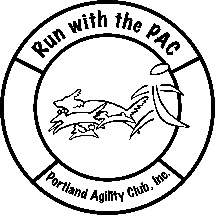 Run with the PAC
Portland Agility Club, Inc.